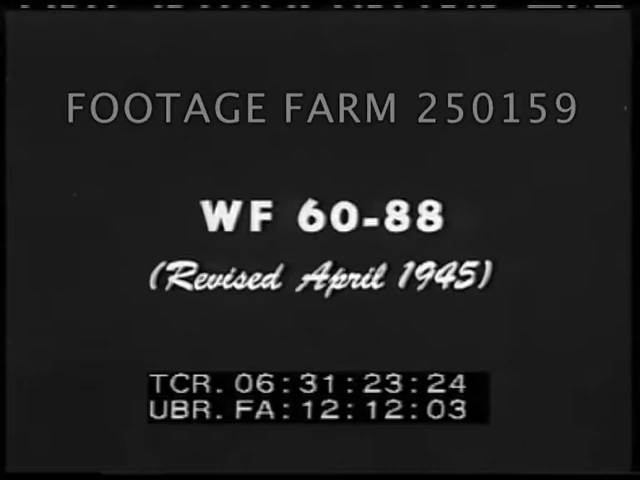 FOOTAGE FARM 250159
WF 60-88
(Revised April 1945)
TCR. 06:31:23:24
UBR. FA:12:12:03